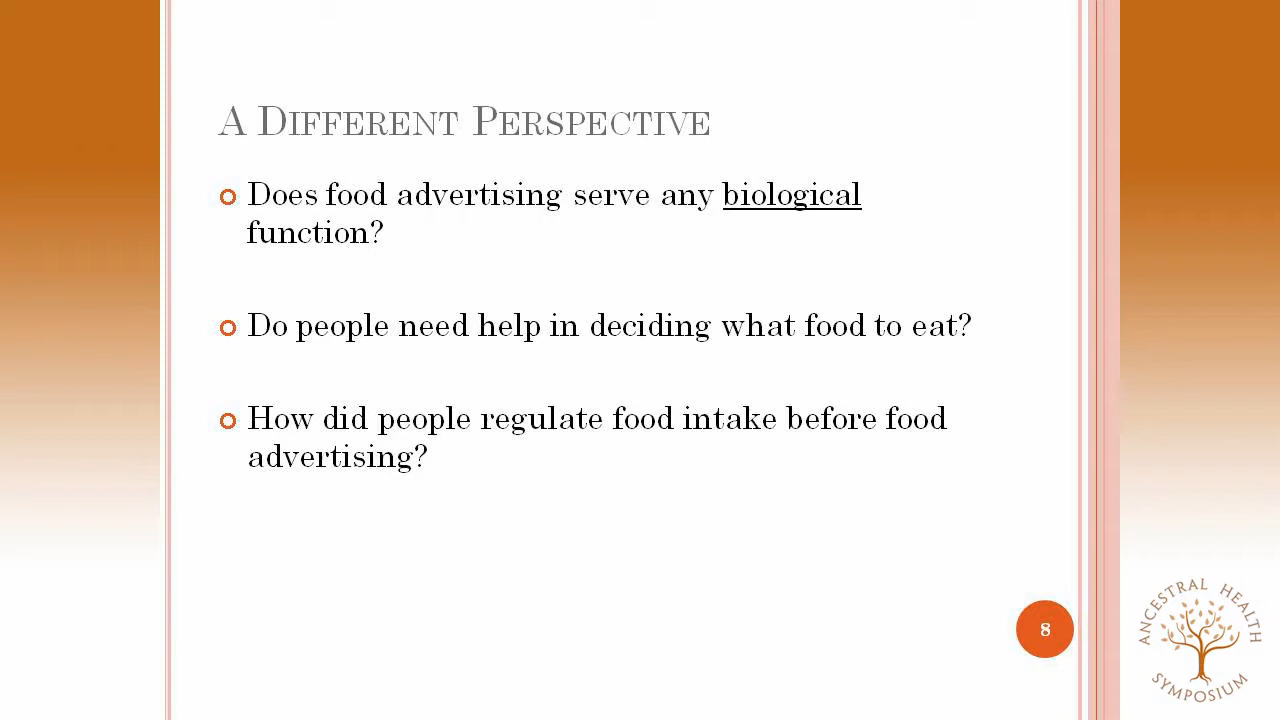 A DIFFERENT PERSPECTIVE
Does food advertising serve any biological
function?
Do people need help in deciding what food to eat?
How did people regulate food intake before food
advertising?
8
ANCESTRAL HEALTH
SYMPOSIUM